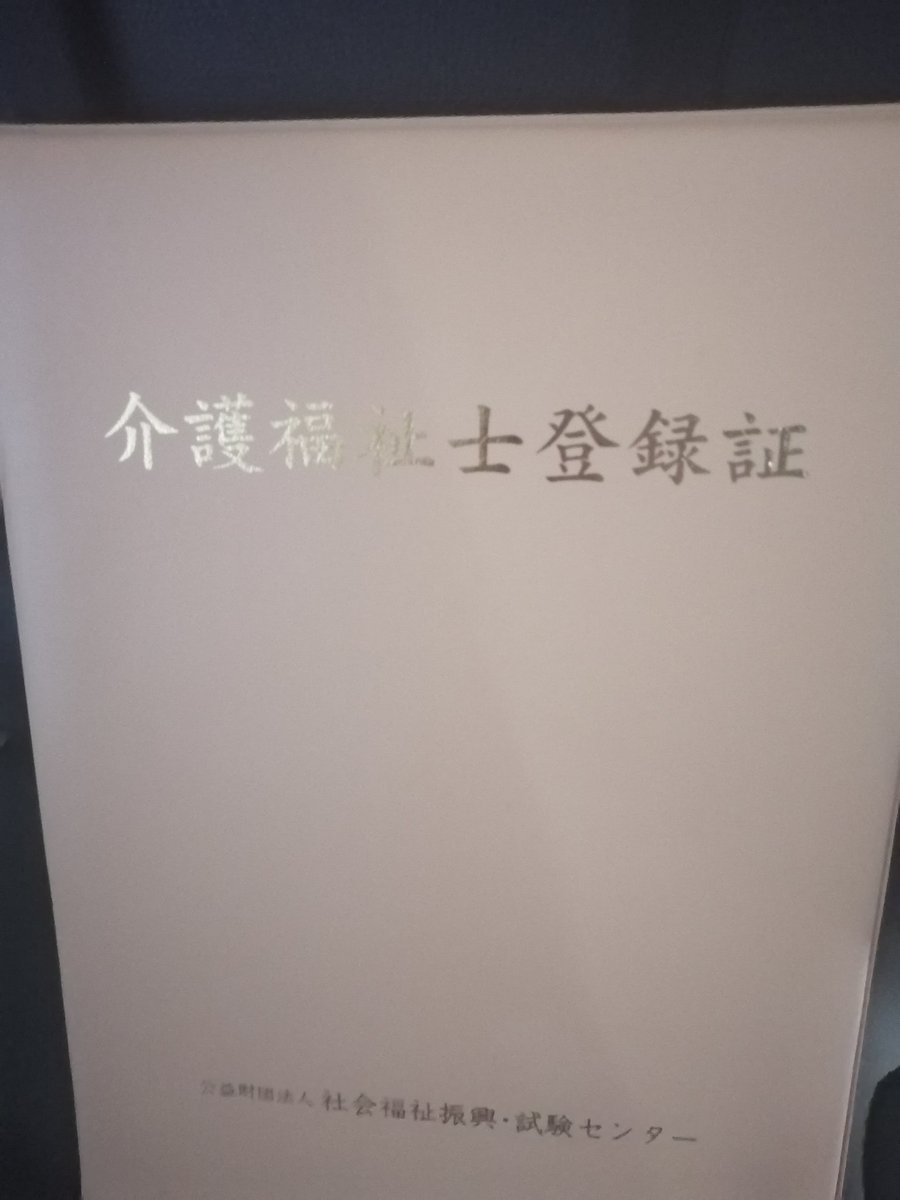 介護福祉士登録証
公益財団法人 社会福祉振興・試験センター